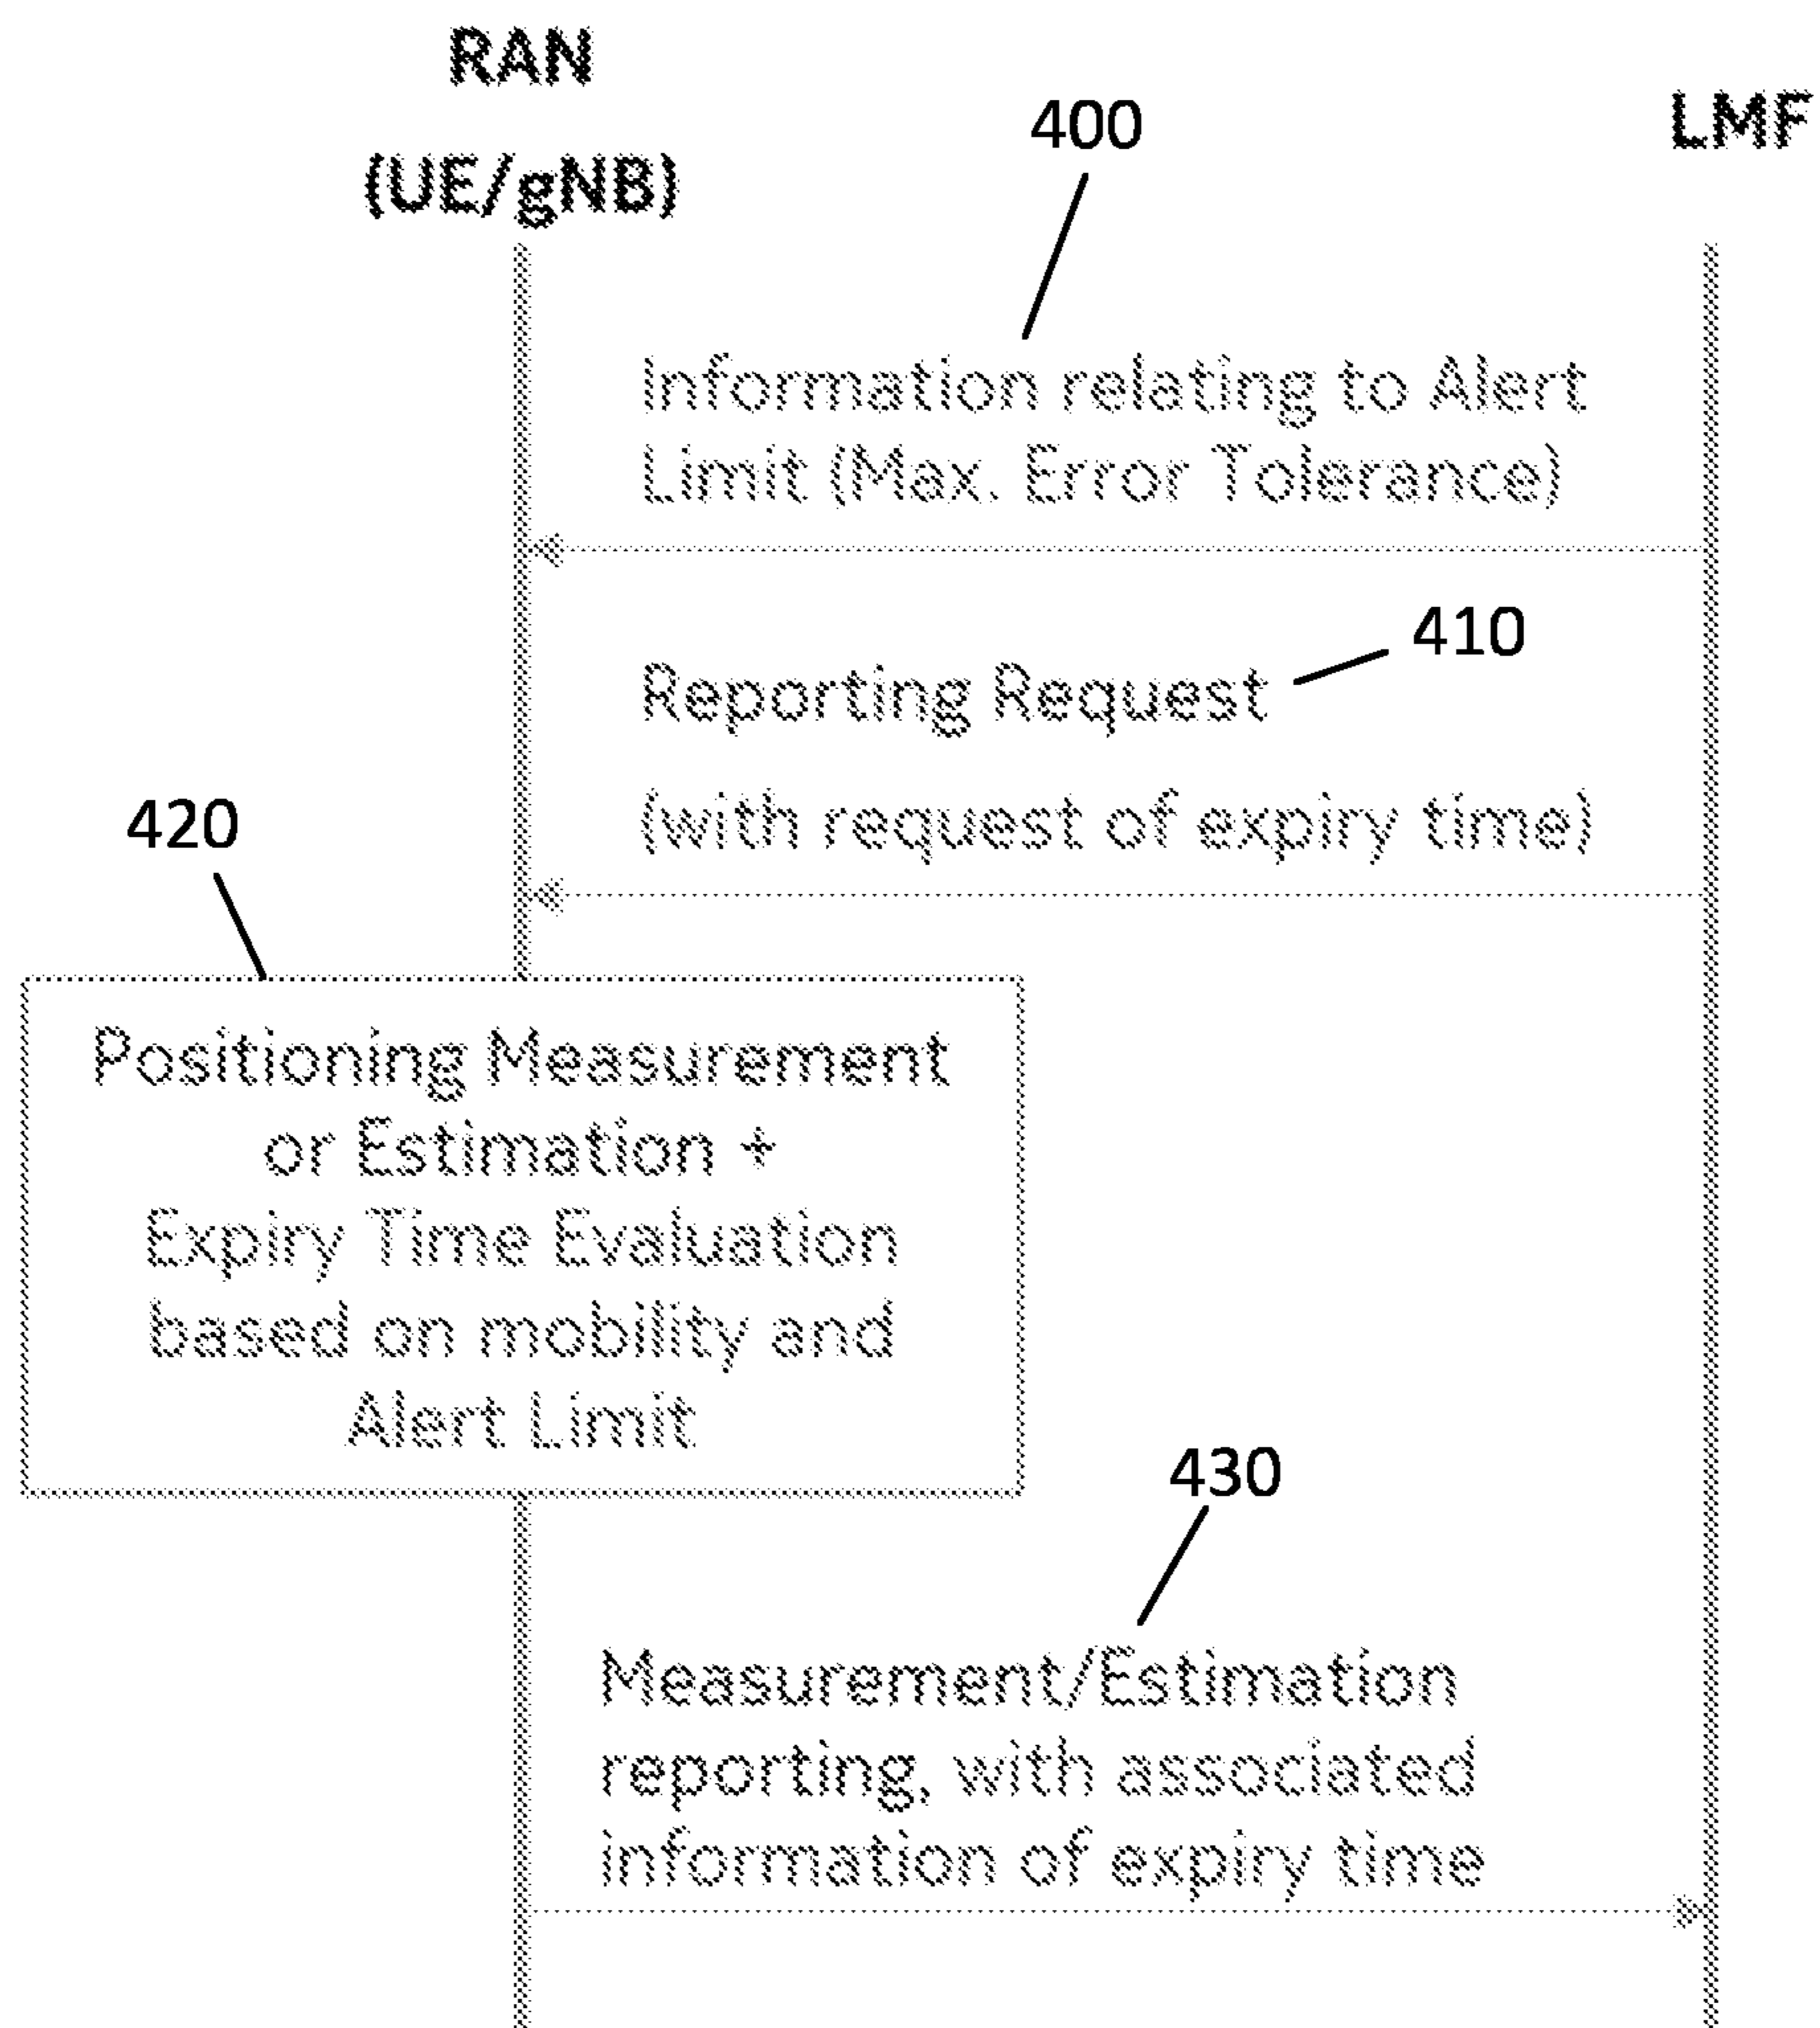 RAN
(UE/gNB)
LMF
400
Information relating to Alert
Limit (Max. Error Tolerance)
410
Reporting Request
(with request of expiry time)
420
Positioning Measurement
or Estimation +
Expiry Time Evaluation
based on mobility and
Alert Limit
430
Measurement/Estimation
reporting, with associated
information of expiry time